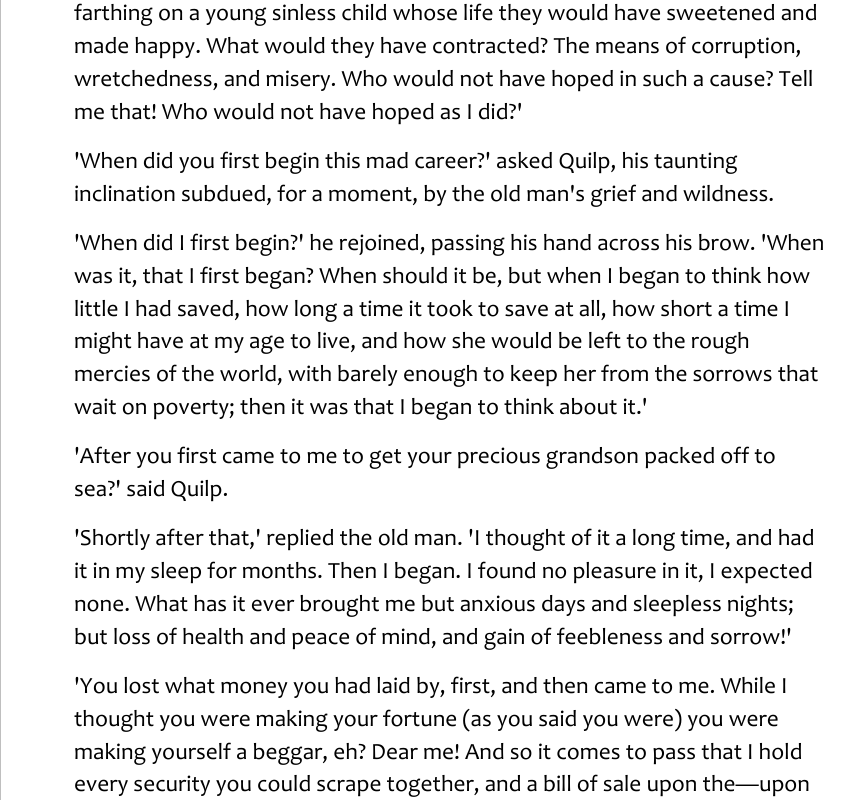 farthing on a young sinless child whose life they would have sweetened and
made happy. What would they have contracted? The means of corruption,
wretchedness, and misery. Who would not have hoped in such a cause? Tell
me that! Who would not have hoped as I did?'
'When did you first begin this mad career?' asked Quilp, his taunting
inclination subdued, for a moment, by the old man's grief and wildness.
'When did I first begin?' he rejoined, passing his hand across his brow. 'When
was it, that I first began? When should it be, but when I began to think how
little I had saved, how long a time it took to save at all, how short a time I
might have at my age to live, and how she would be left to the rough
mercies of the world, with barely enough to keep her from the sorrows that
wait on poverty; then it was that I began to think about it.'
'After you first came to me to get your precious grandson packed off to
sea?' said Quilp.
'Shortly after that,' replied the old man. 'I thought of it a long time, and had
it in my sleep for months. Then I began. I found no pleasure in it, I expected
none. What has it ever brought me but anxious days and sleepless nights;
but loss of health and peace of mind, and gain of feebleness and sorrow!'
'You lost what money you had laid by, first, and then came to me. While I
thought you were making your fortune (as you said you were) you were
making yourself a beggar, eh? Dear me! And so it comes to pass that I hold
every security you could scrape together, and a bill of sale upon the—upon